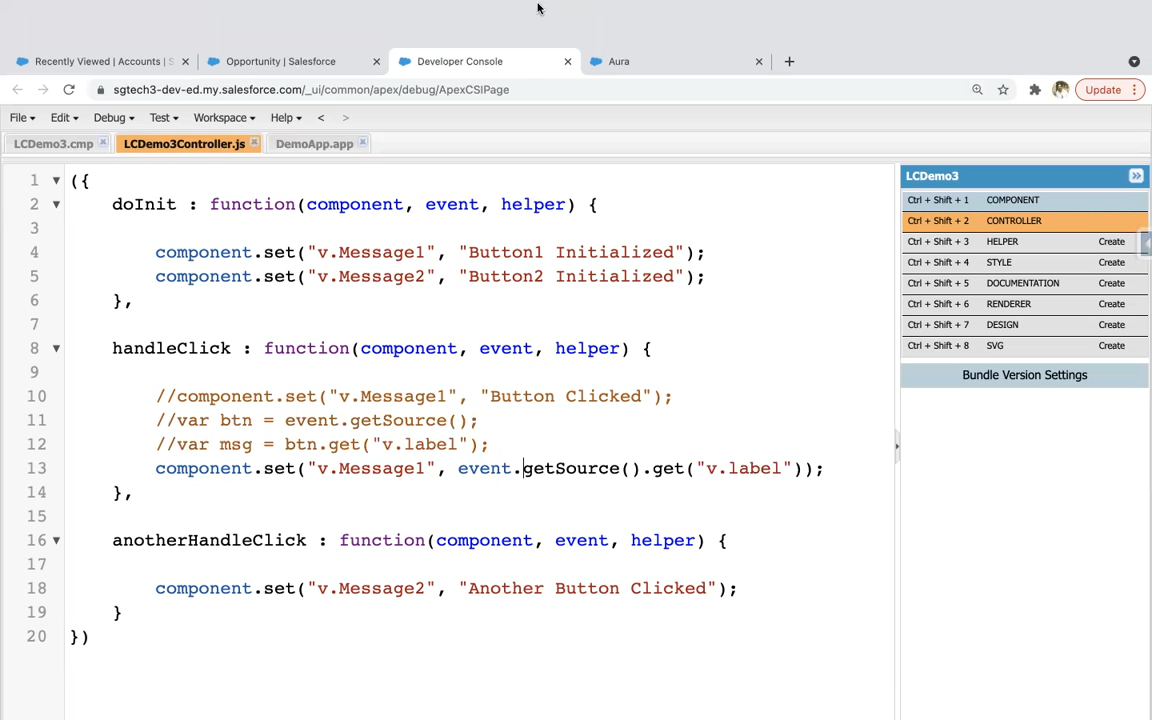 Recently Viewed | Accounts | S
Opportunity | Salesforce
Developer Console
Aura
sgtech3-dev-ed.my.salesforce.com/_ui/common/apex/debug/ApexCSIPage
Update
File Edit Debug Test Workspace Help < >
LCDemo3.cmp
LCDemo3Controller.js
DemoApp.app
1 ({
2 doInit : function(component, event, helper) {
3
4 component.set("v.Message1", "Button1 Initialized");
5 component.set("v.Message2", "Button2 Initialized");
6 },
7
8 handleClick : function(component, event, helper) {
9
10 //component.set("v.Message1", "Button Clicked");
11 //var btn = event.getSource();
12 //var msg = btn.get("v.label");
13 component.set("v.Message1", event.getSource().get("v.label"));
14 },
15
16 anotherHandleClick : function(component, event, helper) {
17
18 component.set("v.Message2", "Another Button Clicked");
19 }
20 })
LCDemo3
Ctrl + Shift + 1 COMPONENT
Ctrl + Shift + 2 CONTROLLER
Ctrl + Shift + 3 HELPER Create
Ctrl + Shift + 4 STYLE Create
Ctrl + Shift + 5 DOCUMENTATION Create
Ctrl + Shift + 6 RENDERER Create
Ctrl + Shift + 7 DESIGN Create
Ctrl + Shift + 8 SVG Create
Bundle Version Settings